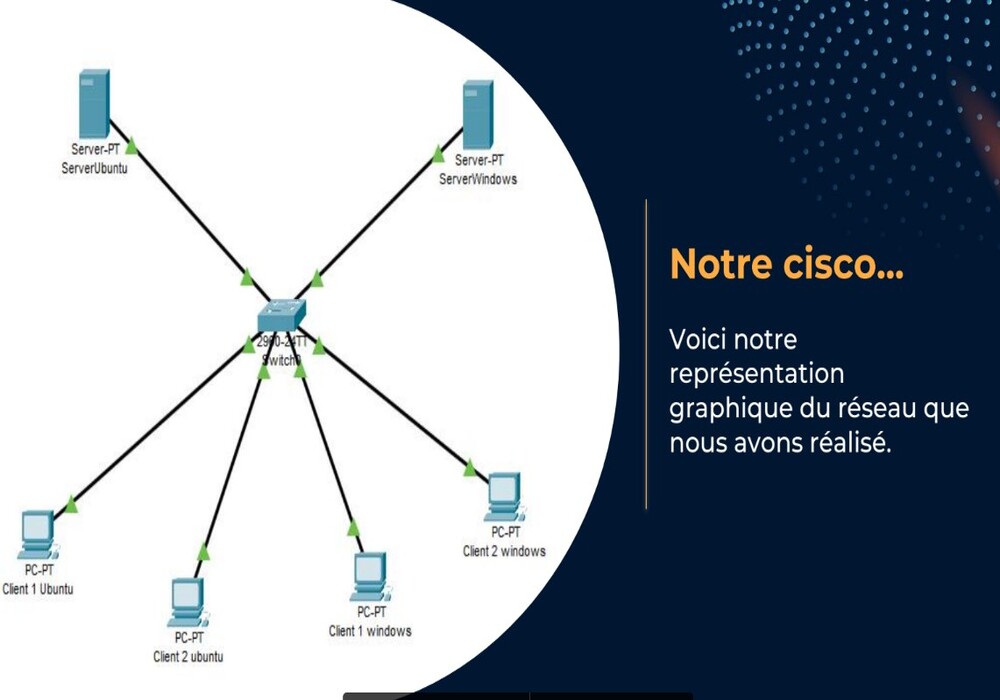 Server-PT
ServerUbuntu
Server-PT
ServerWindows
2960-24TT
Switch0
PC-PT
Client 1 Ubuntu
PC-PT
Client 2 ubuntu
PC-PT
Client 1 windows
PC-PT
Client 2 windows
Notre cisco...
Voici notre
représentation
graphique du réseau que
nous avons réalisé.